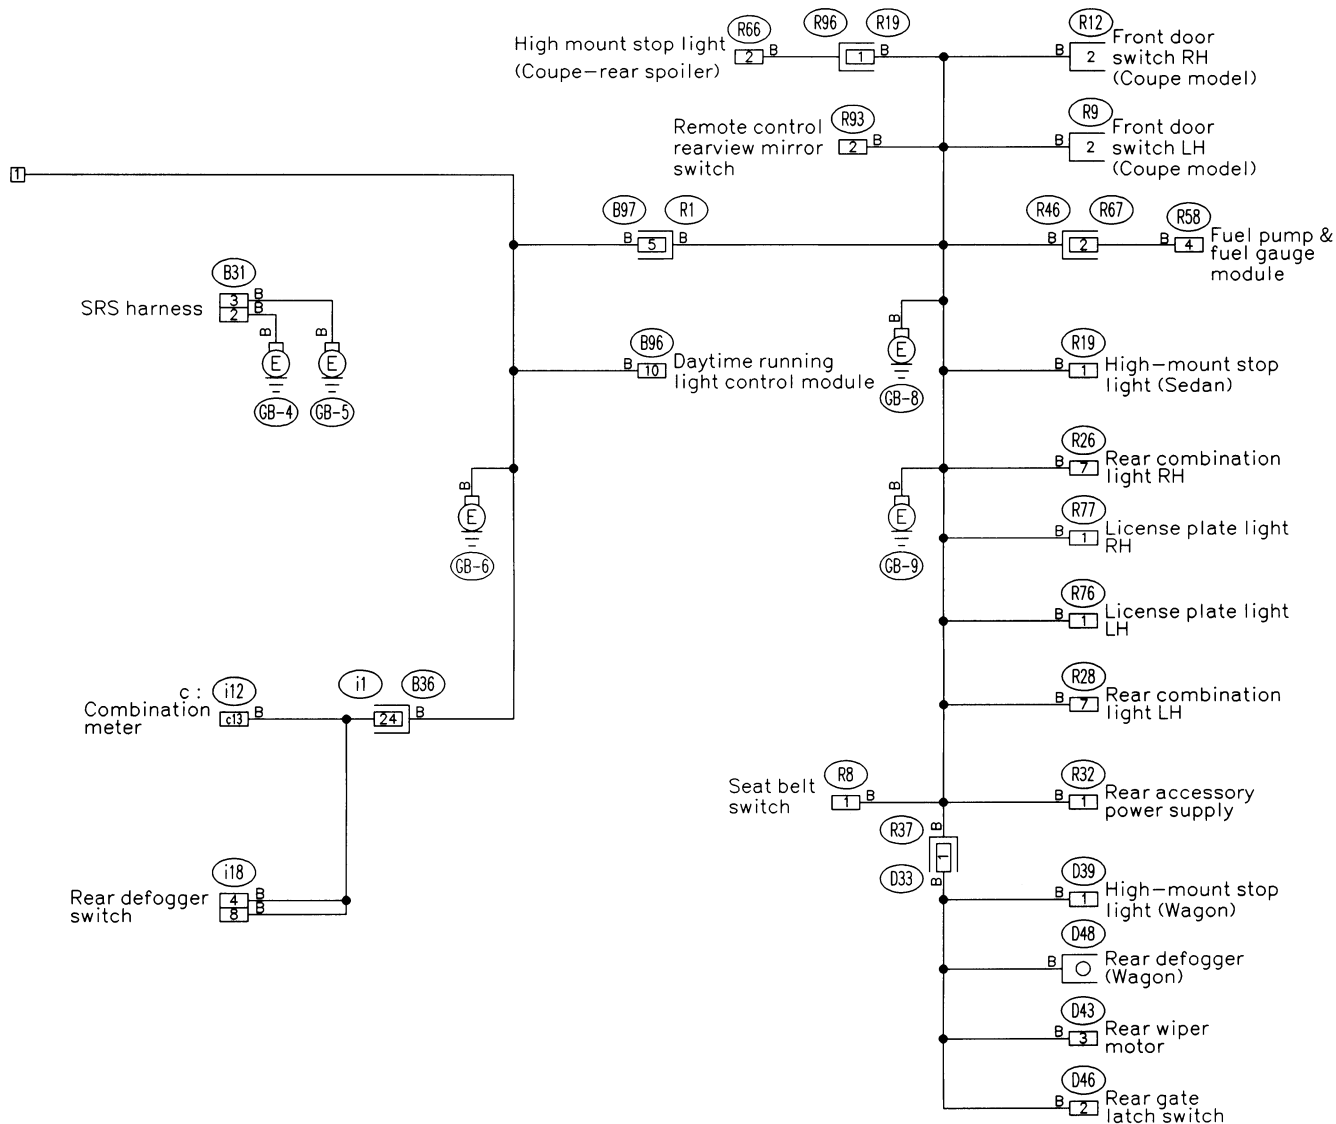 R66
R96
R19
R12
High mount stop light
(Coupe-rear spoiler)
2
B
1
B
B
2
Front door
switch RH
(Coupe model)
R93
R9
Remote control
rearview mirror
switch
2
B
B
2
Front door
switch LH
(Coupe model)
1
B97
R1
R46
R67
R58
B
5
B
B
2
B
4
Fuel pump &
fuel gauge
module
B31
SRS harness
3
B
2
B
B
B
E
E
GB-4
GB-5
B96
B
10
Daytime running
light control module
B
E
GB-8
R19
B
1
High-mount stop
light (Sedan)
R26
B
7
Rear combination
light RH
B
E
GB-6
B
E
GB-9
R77
B
1
License plate light
RH
R76
B
1
License plate light
LH
c :
i12
i1
B36
Combination
meter
c13
B
24
B
R28
B
7
Rear combination
light LH
R8
R32
Seat belt
switch
1
B
B
1
Rear accessory
power supply
R37
B
1
D33
B
i18
Rear defogger
switch
4
B
8
B
D39
B
1
High-mount stop
light (Wagon)
D48
B
Rear defogger
(Wagon)
D43
B
3
Rear wiper
motor
D46
B
2
Rear gate
latch switch